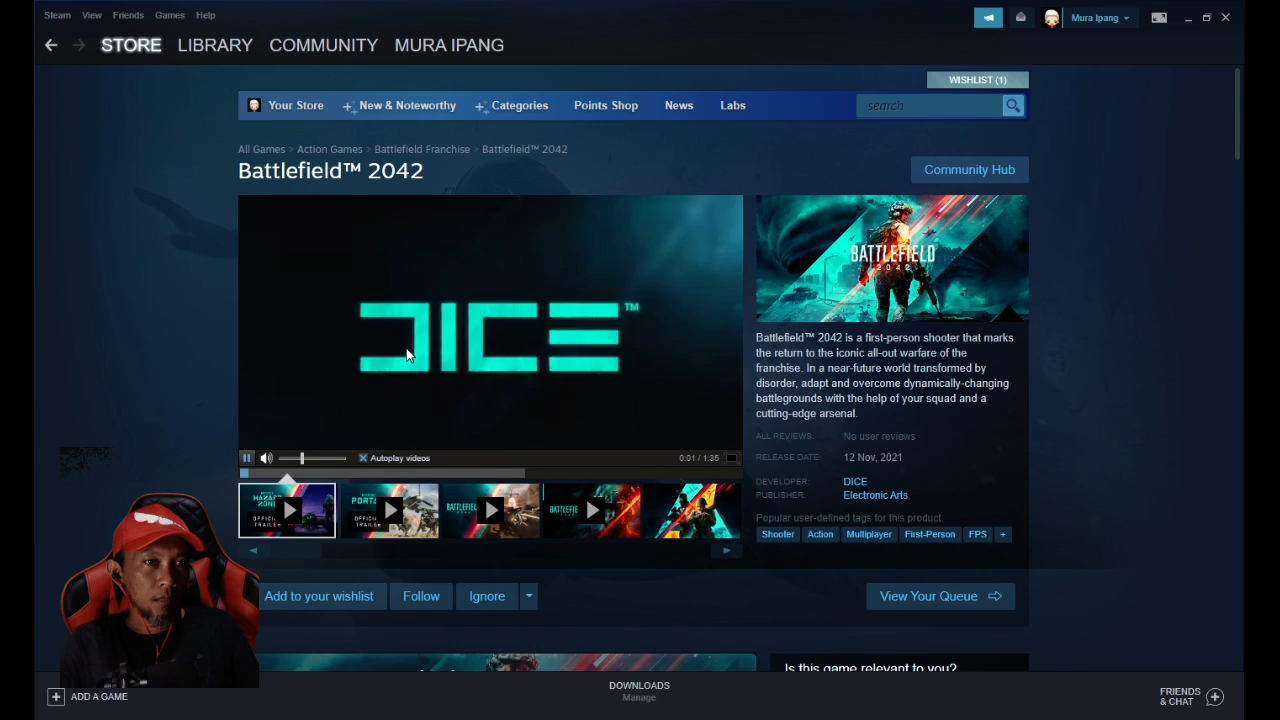 Steam View Friends Games Help
Mura Ipang
STORE LIBRARY COMMUNITY MURA IPANG
WISHLIST (1)
Your Store New & Noteworthy Categories Points Shop News Labs
search
All Games > Action Games > Battlefield Franchise > Battlefield™ 2042
Battlefield™ 2042
Community Hub
DICE™
BATTLEFIELD
2042
Battlefield™ 2042 is a first-person shooter that marks
the return to the iconic all-out warfare of the
franchise. In a near-future world transformed by
disorder, adapt and overcome dynamically-changing
battlegrounds with the help of your squad and a
cutting-edge arsenal.
ALL REVIEWS: No user reviews
RELEASE DATE: 12 Nov, 2021
DEVELOPER: DICE
PUBLISHER: Electronic Arts
Popular user-defined tags for this product:
Shooter Action Multiplayer First-Person FPS +
Autoplay videos
0:01 / 1:35
Add to your wishlist Follow Ignore
View Your Queue
Is this game relevant to you?
ADD A GAME
DOWNLOADS
Manage
FRIENDS
& CHAT